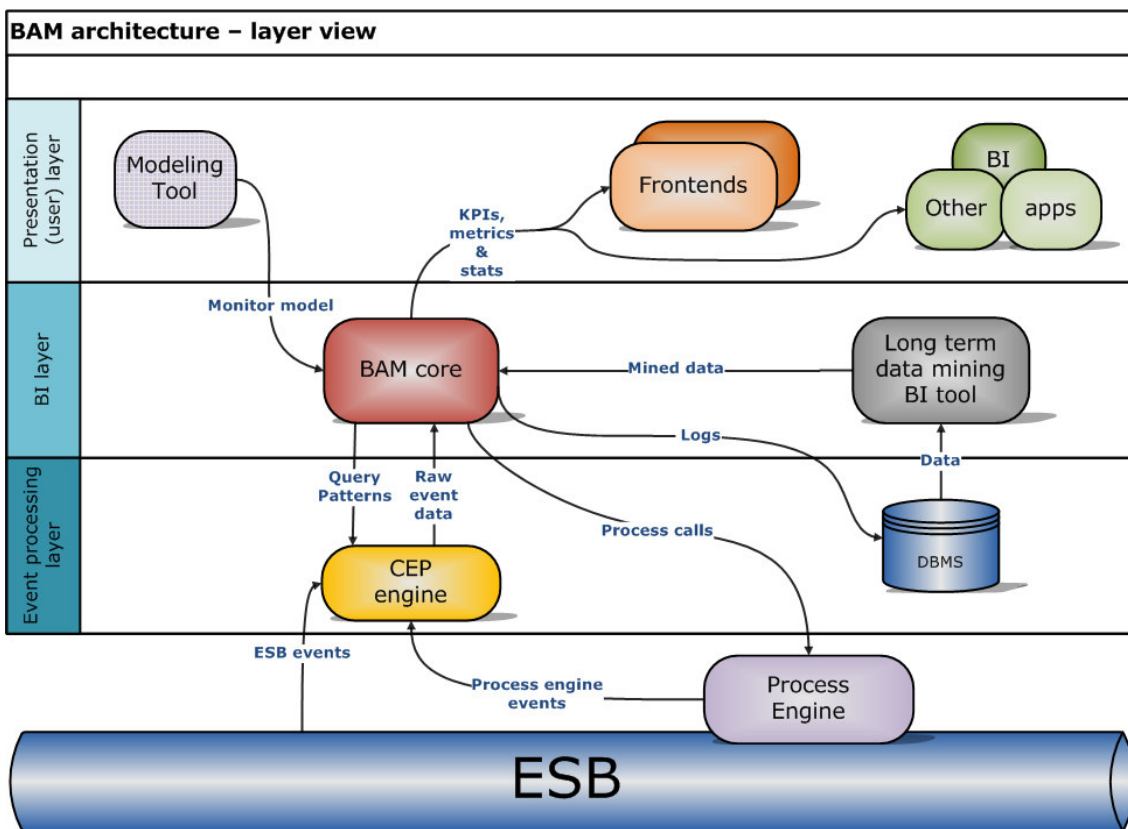 BAM architecture – layer view
Presentation
(user) layer
Modeling
Tool
Frontends
BI
Other
apps
KPIs,
metrics
&
stats
Monitor model
BI layer
BAM core
Mined data
Long term
data mining
BI tool
Logs
Data
Event processing
layer
Query
Patterns
Raw
event
data
Process calls
DBMS
CEP
engine
ESB events
Process engine
events
Process
Engine
ESB